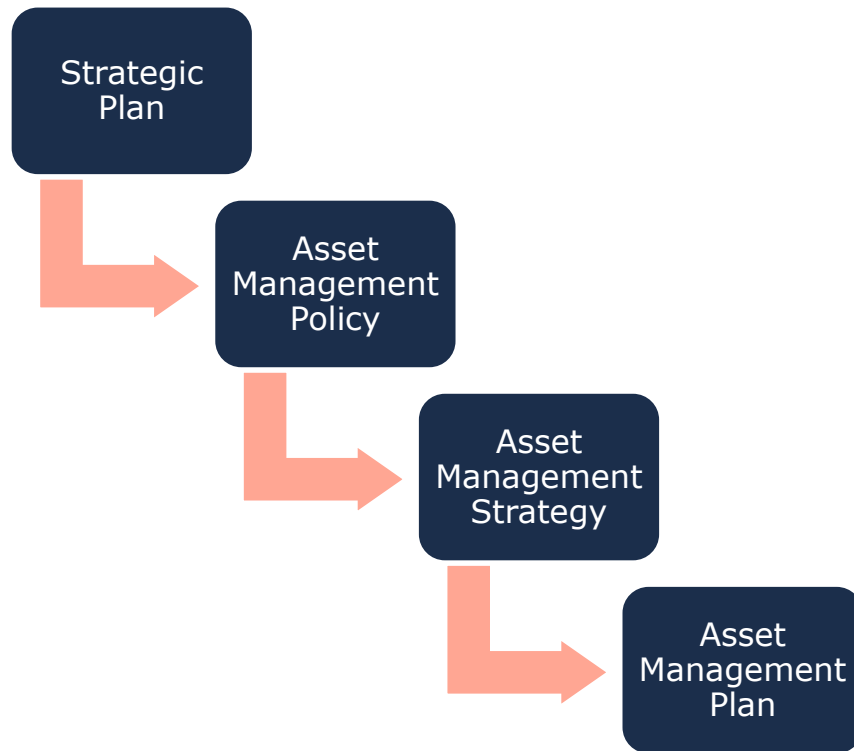 Strategic
Plan
Asset
Management
Policy
Asset
Management
Strategy
Asset
Management
Plan